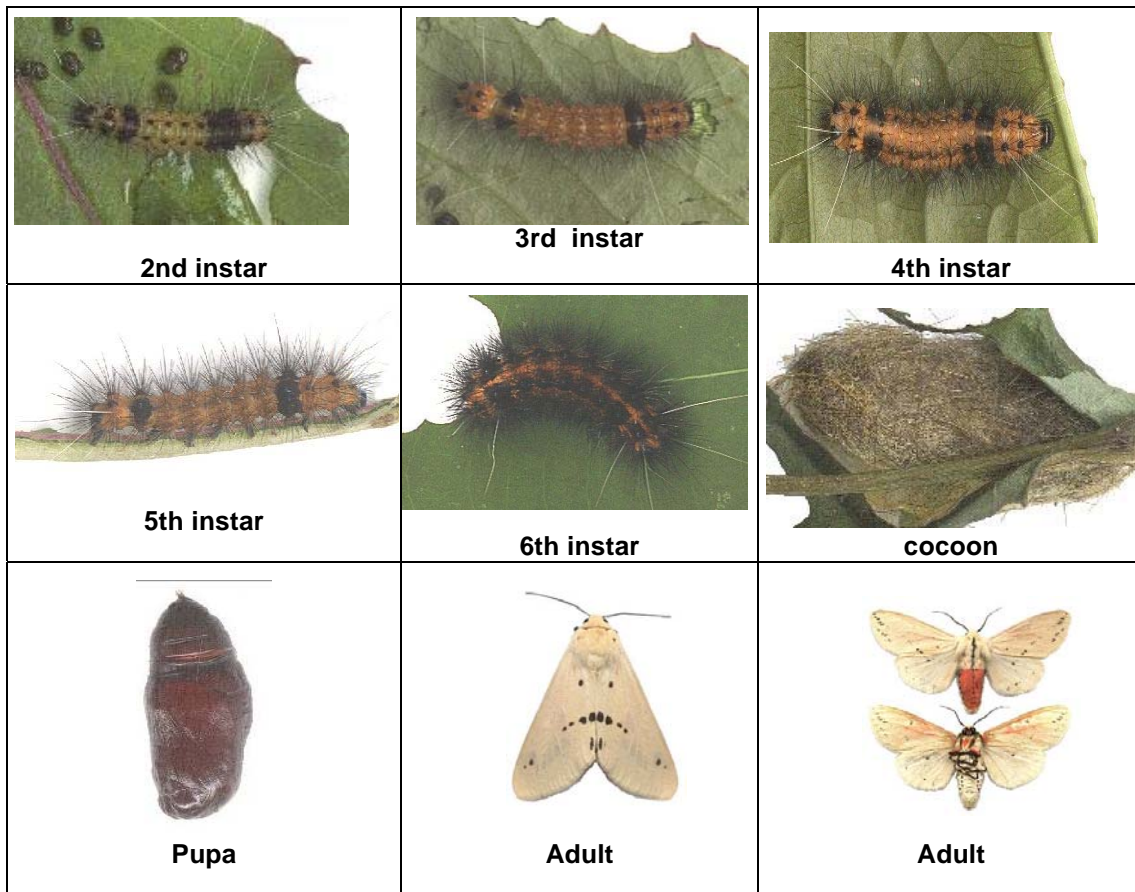 2nd instar
3rd instar
4th instar
5th instar
6th instar
cocoon
Pupa
Adult
Adult